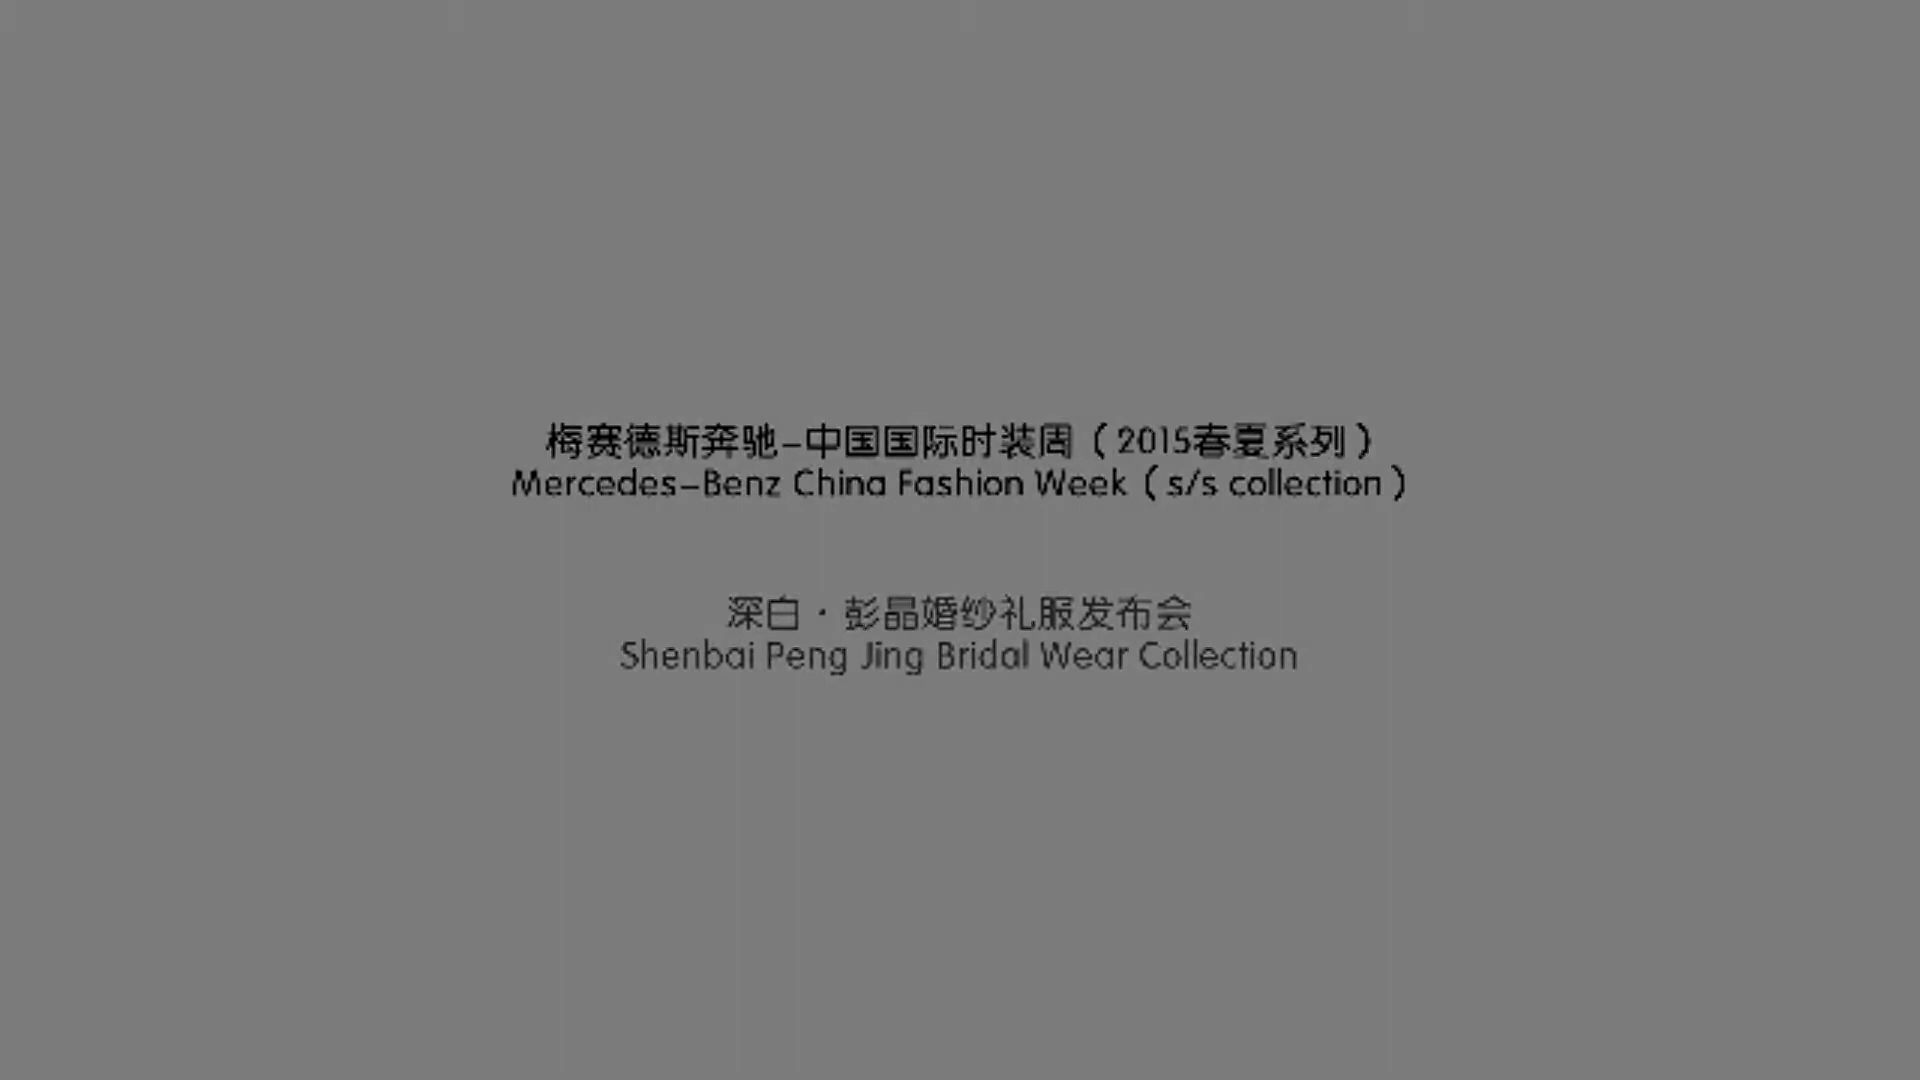 梅赛德斯奔驰–中国国际时装周（2015春夏系列）
Mercedes–Benz China Fashion Week（s/s collection）
深白·彭晶婚纱礼服发布会
Shenbai Peng Jing Bridal Wear Collection